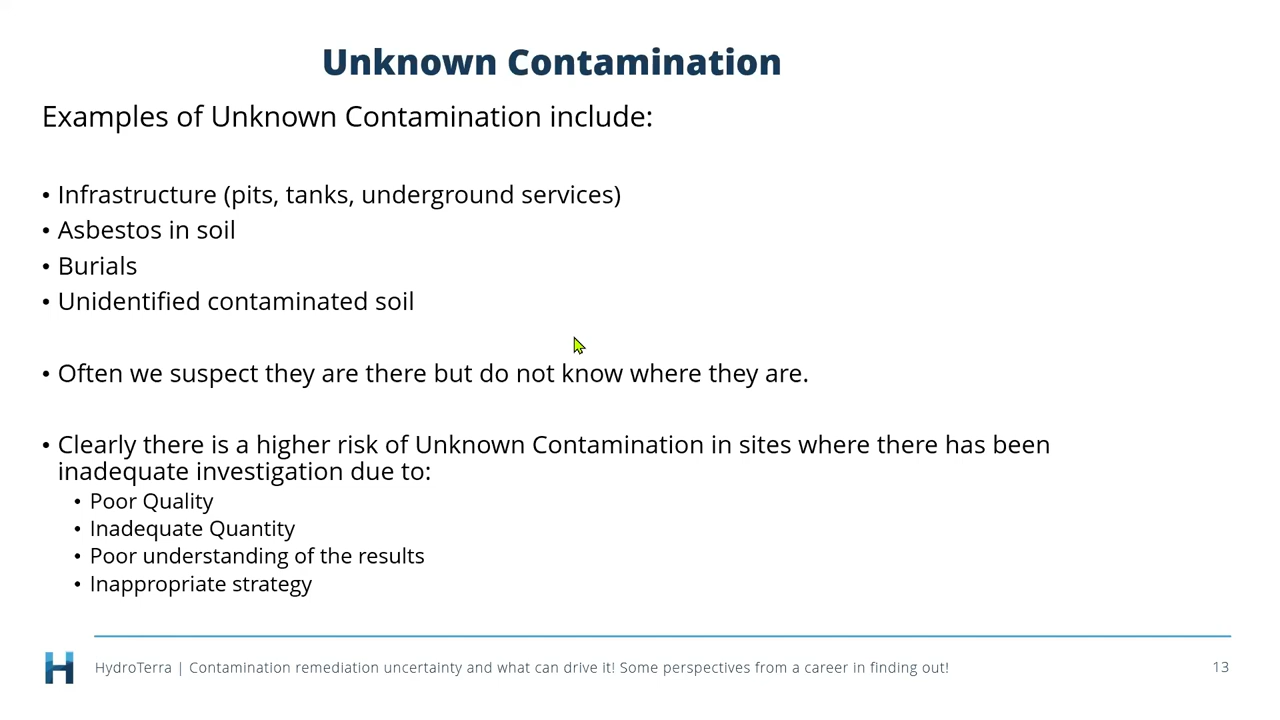 Unknown Contamination
Examples of Unknown Contamination include:
• Infrastructure (pits, tanks, underground services)
• Asbestos in soil
• Burials
• Unidentified contaminated soil
• Often we suspect they are there but do not know where they are.
• Clearly there is a higher risk of Unknown Contamination in sites where there has been
inadequate investigation due to:
• Poor Quality
• Inadequate Quantity
• Poor understanding of the results
• Inappropriate strategy
HydroTerra | Contamination remediation uncertainty and what can drive it! Some perspectives from a career in finding out!
13